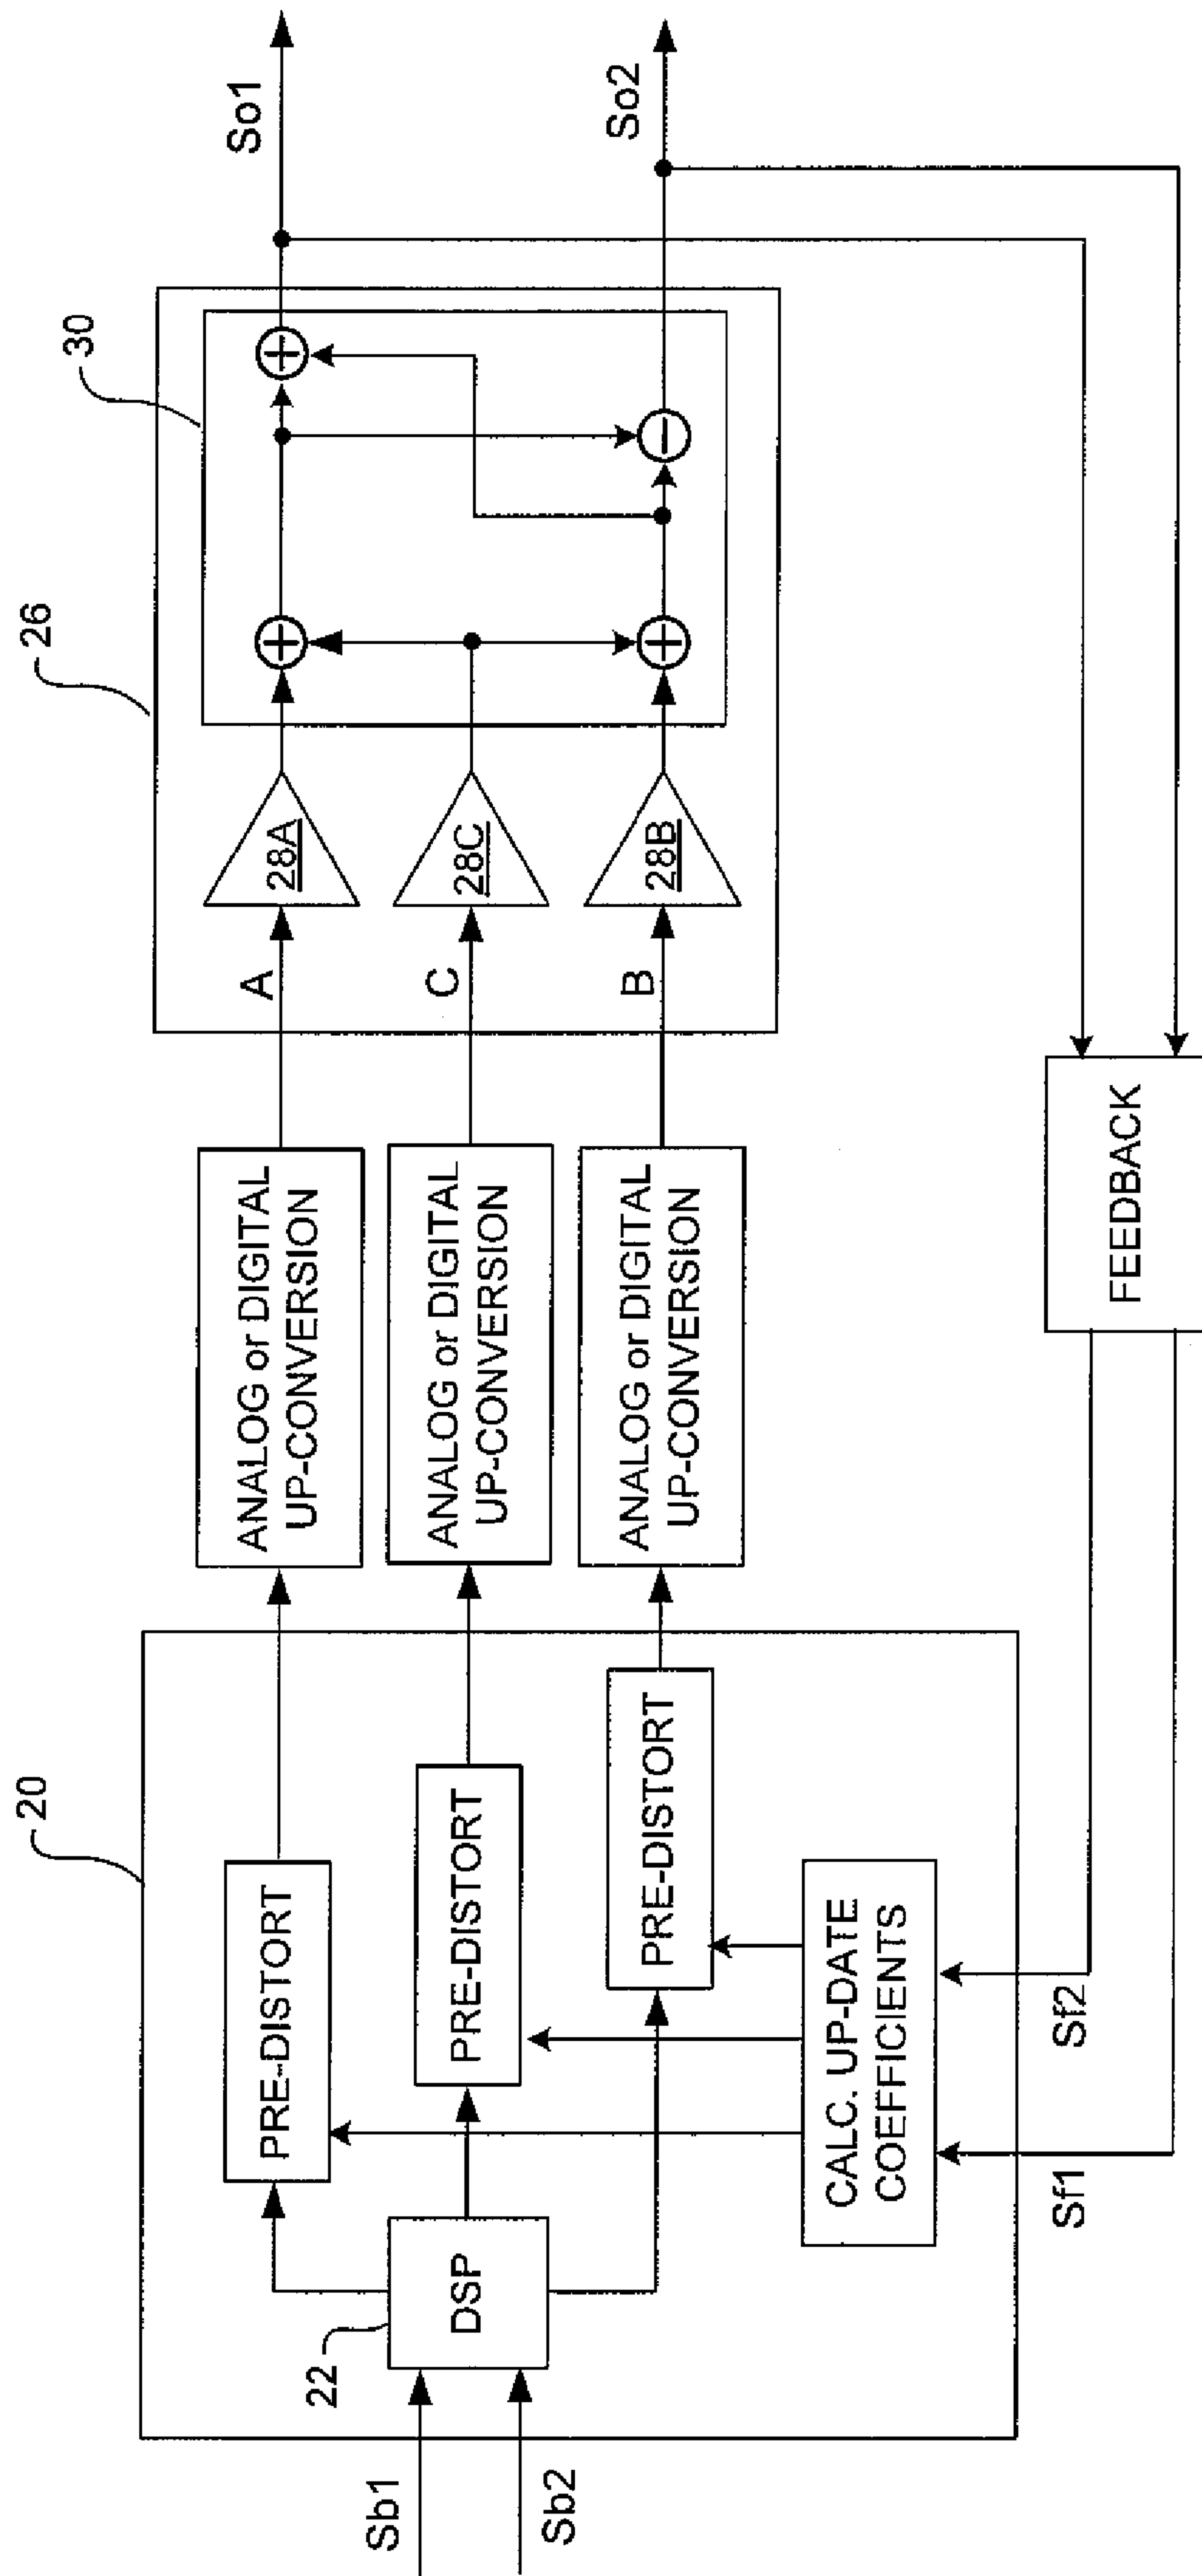 Sb1
Sb2
20
22
DSP
PRE-DISTORT
PRE-DISTORT
PRE-DISTORT
CALC. UP-DATE
COEFFICIENTS
Sf1
Sf2
ANALOG or DIGITAL
UP-CONVERSION
ANALOG or DIGITAL
UP-CONVERSION
ANALOG or DIGITAL
UP-CONVERSION
FEEDBACK
26
A
C
B
28A
28C
28B
30
So1
So2